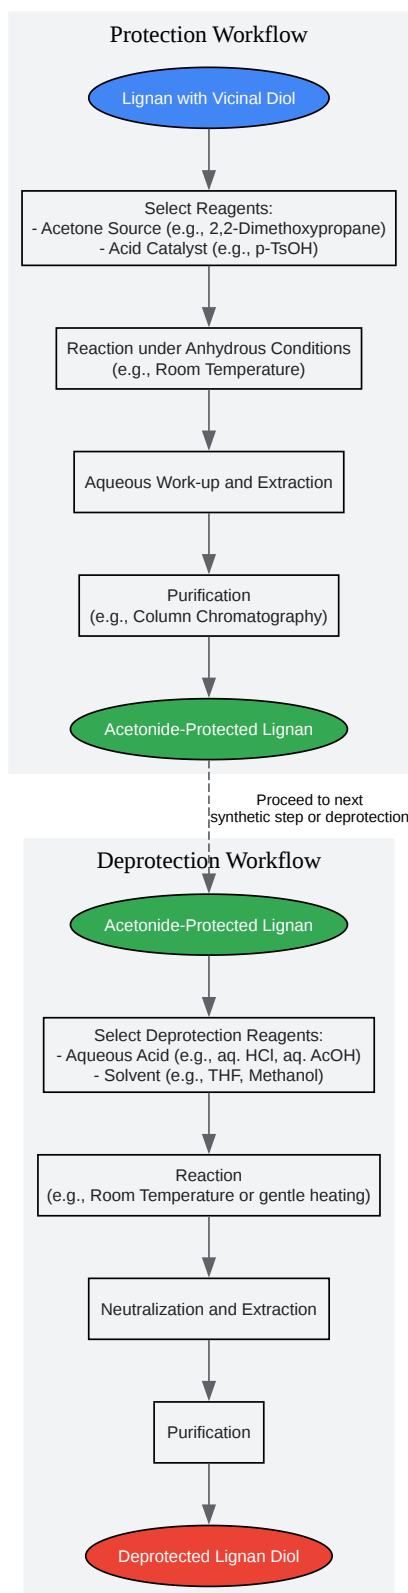 Protection Workflow
Lignan with Vicinal Diol
Select Reagents:
- Acetone Source (e.g., 2,2-Dimethoxypropane)
- Acid Catalyst (e.g., p-TsOH)
Reaction under Anhydrous Conditions
(e.g., Room Temperature)
Aqueous Work-up and Extraction
Purification
(e.g., Column Chromatography)
Acetonide-Protected Lignan
Proceed to next
synthetic step or deprotection
Deprotection Workflow
Acetonide-Protected Lignan
Select Deprotection Reagents:
- Aqueous Acid (e.g., aq. HCl, aq. AcOH)
- Solvent (e.g., THF, Methanol)
Reaction
(e.g., Room Temperature or gentle heating)
Neutralization and Extraction
Purification
Deprotected Lignan Diol